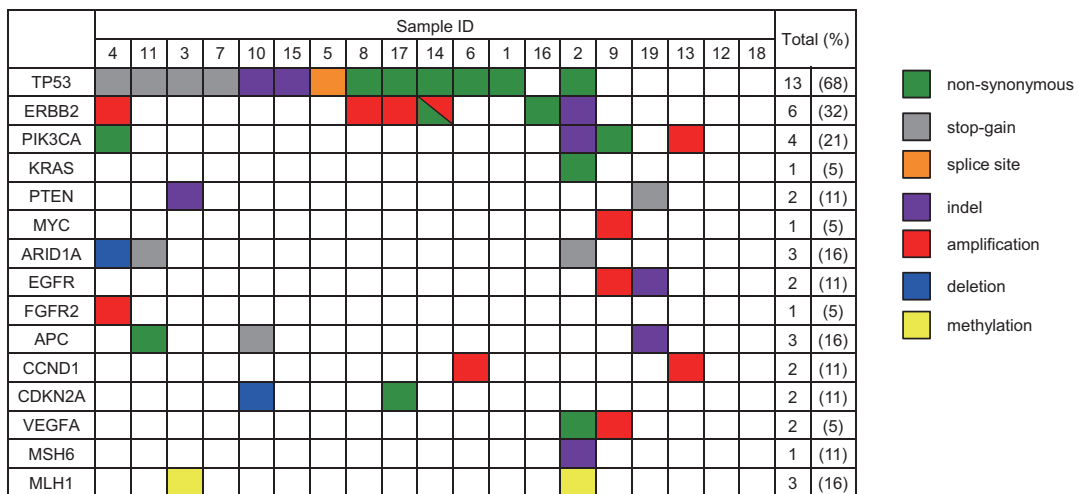 Sample ID
Total (%)
4 11 3 7 10 15 5 8 17 14 6 1 16 2 9 19 13 12 18
TP53 13 (68)
ERBB2 6 (32)
PIK3CA 4 (21)
KRAS 1 (5)
PTEN 2 (11)
MYC 1 (5)
ARID1A 3 (16)
EGFR 2 (11)
FGFR2 1 (5)
APC 3 (16)
CCND1 2 (11)
CDKN2A 2 (11)
VEGFA 2 (5)
MSH6 1 (11)
MLH1 3 (16)
non-synonymous
stop-gain
splice site
indel
amplification
deletion
methylation